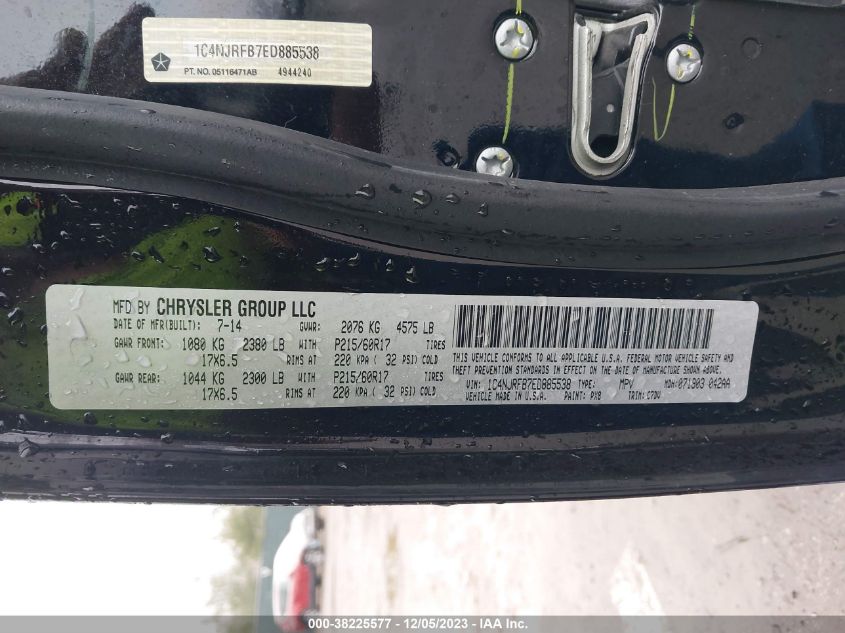 1C4NJRFB7ED885538
PT. NO. 05116471AB 4944240
MFD BY CHRYSLER GROUP LLC
DATE OF MFR(BUILT): 7-14 GVWR: 2076 KG 4575 LB
GAWR FRONT: 1080 KG 2380 LB WITH P215/60R17 TIRES
17X6.5 RIMS AT 220 KPA ( 32 PSI) COLD
GAWR REAR: 1044 KG 2300 LB WITH P215/60R17 TIRES
17X6.5 RIMS AT 220 KPA ( 32 PSI) COLD
THIS VEHICLE CONFORMS TO ALL APPLICABLE U.S.A. FEDERAL MOTOR VEHICLE SAFETY AND
THEFT PREVENTION STANDARDS IN EFFECT ON THE DATE OF MANUFACTURE SHOWN ABOVE.
VIN: 1C4NJRFB7ED885538 TYPE: MPV MDH: 071903 042AA
VEHICLE MADE IN U.S.A. PAINT: PX8 TRIM: C7DV
000-38225577 - 12/05/2023 - IAA Inc.